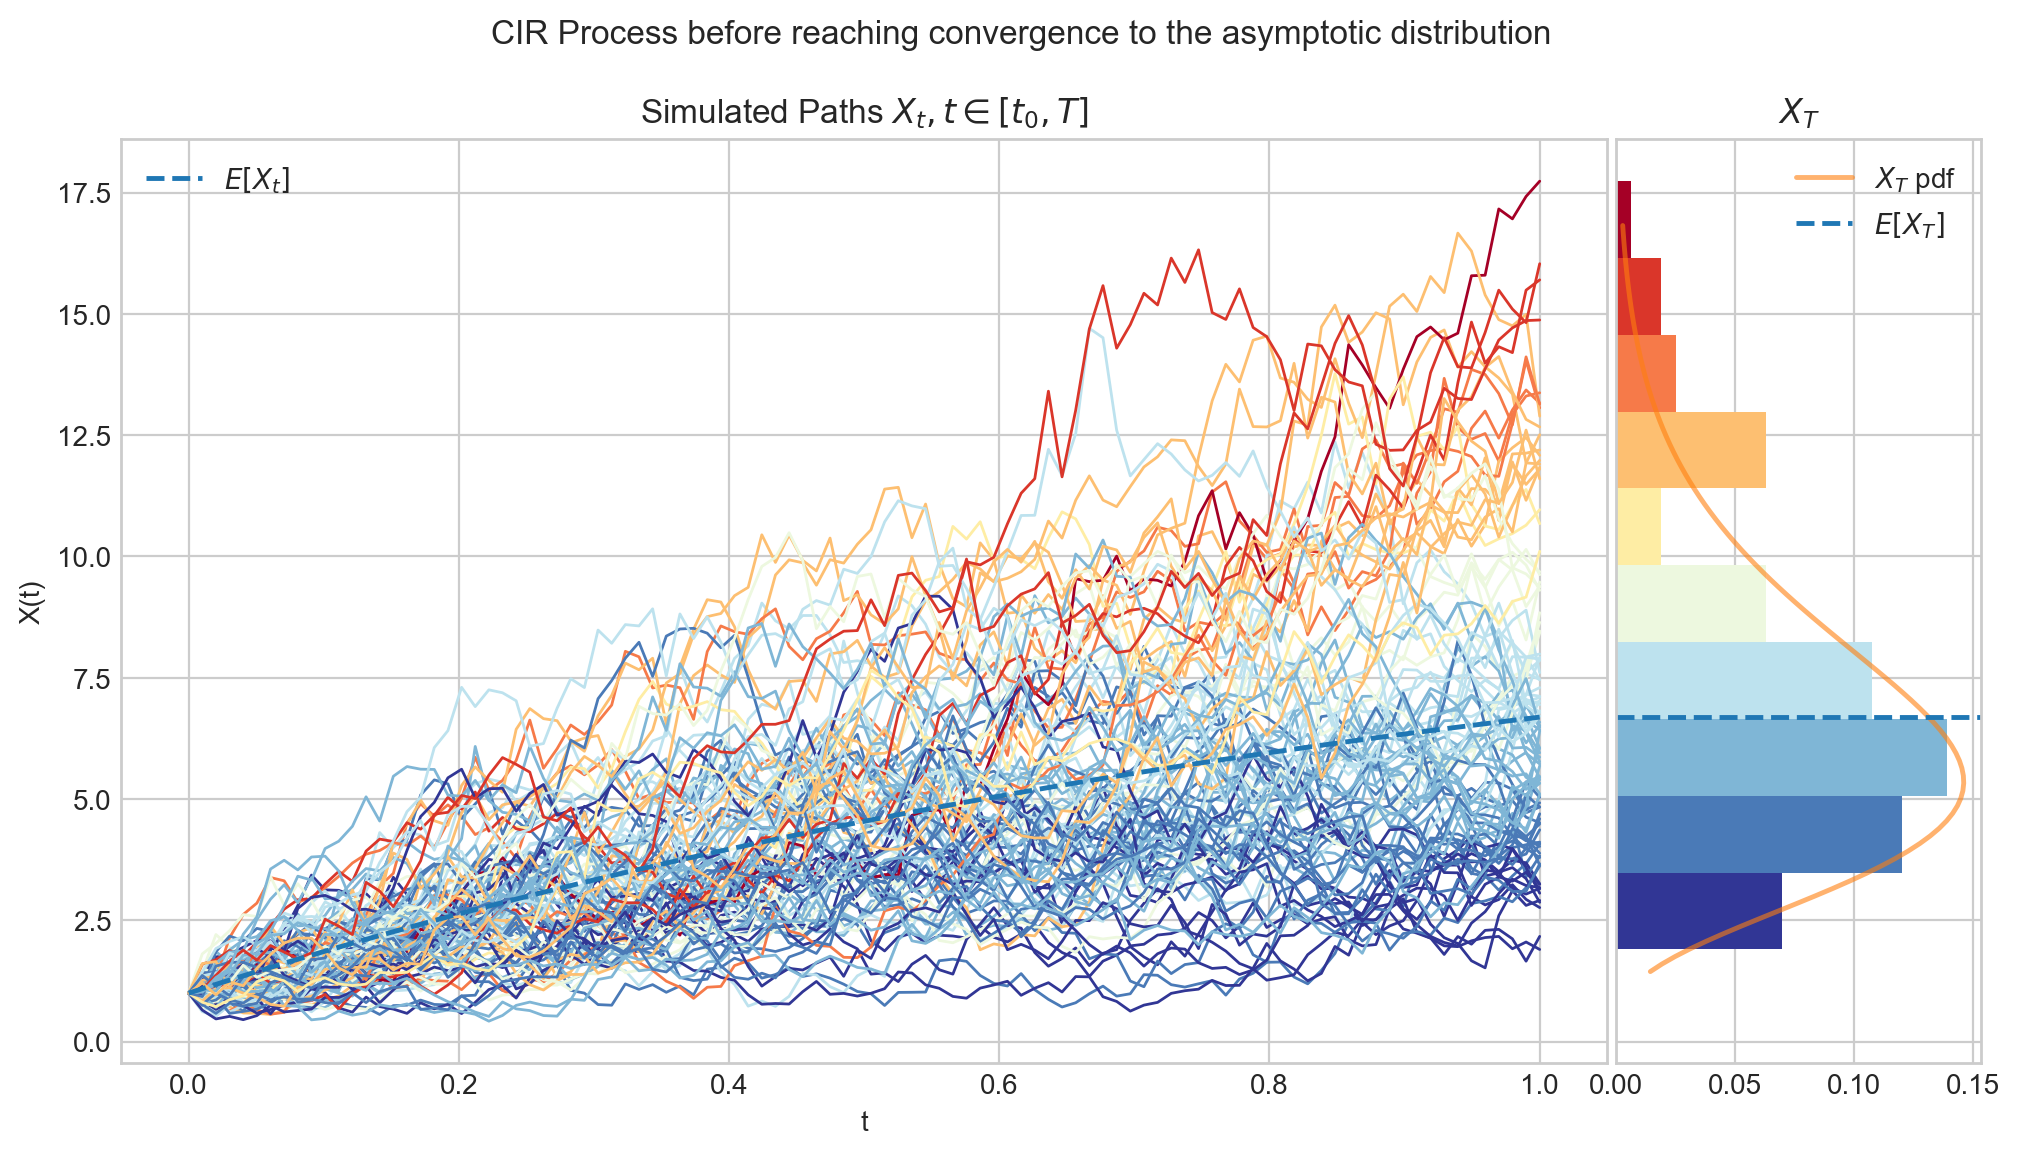 CIR Process before reaching convergence to the asymptotic distribution
Simulated Paths $X_t, t \in [t_0, T]$
$X_T$
$E[X_t]$
$X_T$ pdf
$E[X_T]$
17.5
15.0
12.5
10.0
7.5
5.0
2.5
0.0
X(t)
0.0 0.2 0.4 0.6 0.8 1.0 0.00 0.05 0.10 0.15
t